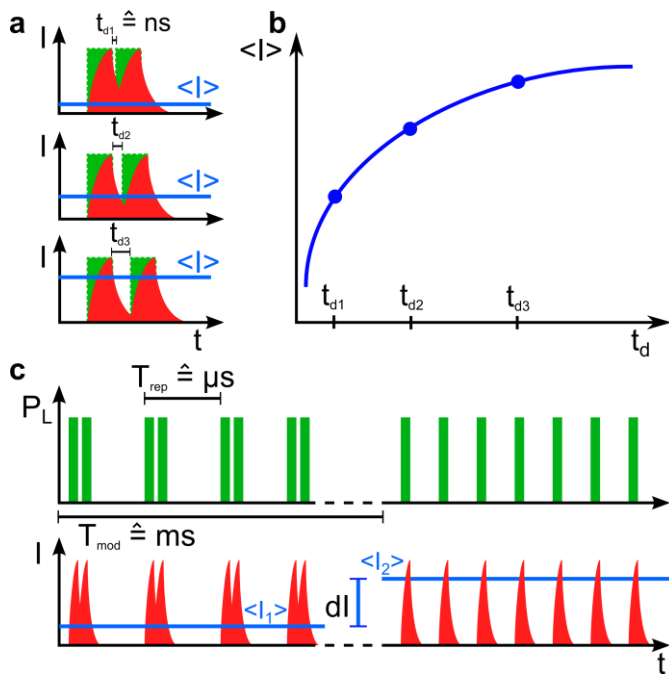 a
t_d1 ≙ ns
I
<I>
t_d2
I
<I>
t_d3
I
<I>
t
b
<I>
t_d1
t_d2
t_d3
t_d
c
T_rep ≙ μs
P_L
T_mod ≙ ms
I
<I_1>
<I_2>
dI
t